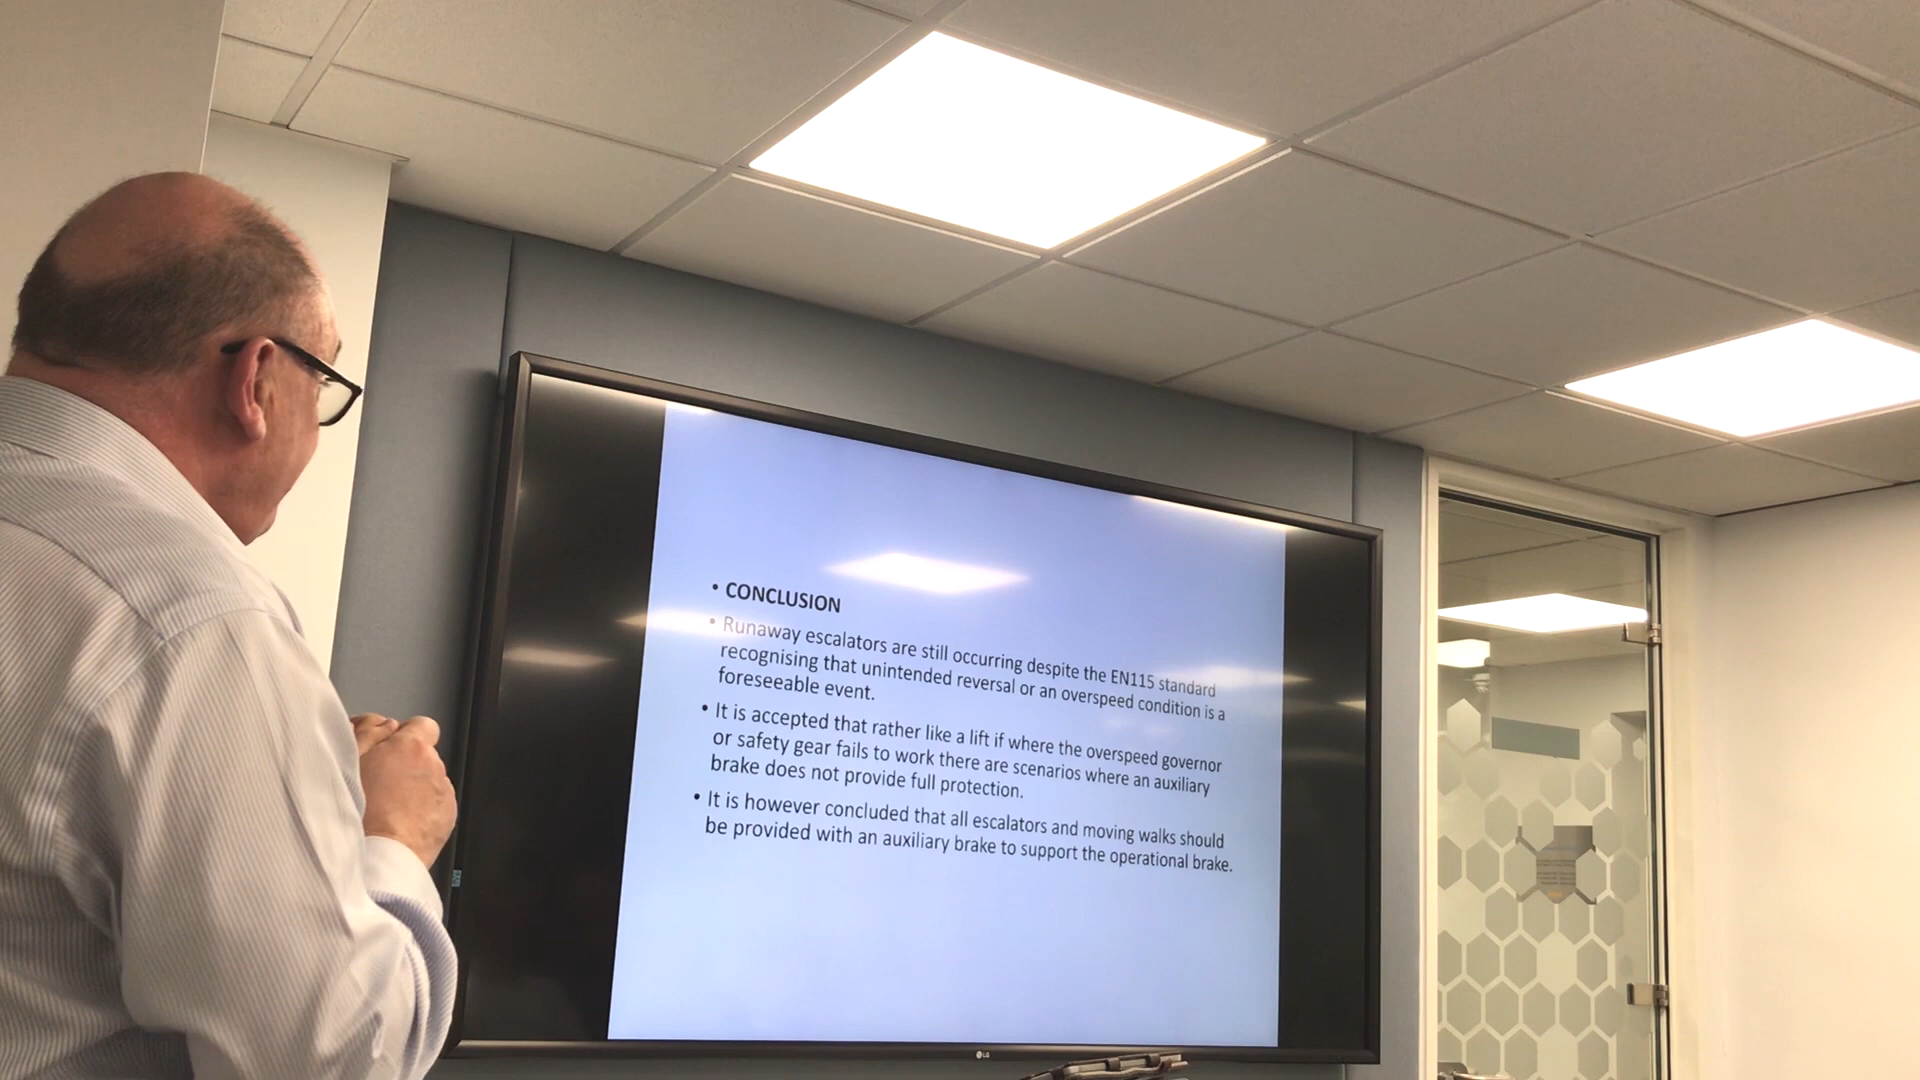 • CONCLUSION
• Runaway escalators are still occurring despite the EN115 standard
recognising that unintended reversal or an overspeed condition is a
foreseeable event.
• It is accepted that rather like a lift if where the overspeed governor
or safety gear fails to work there are scenarios where an auxiliary
brake does not provide full protection.
• It is however concluded that all escalators and moving walks should
be provided with an auxiliary brake to support the operational brake.
LG